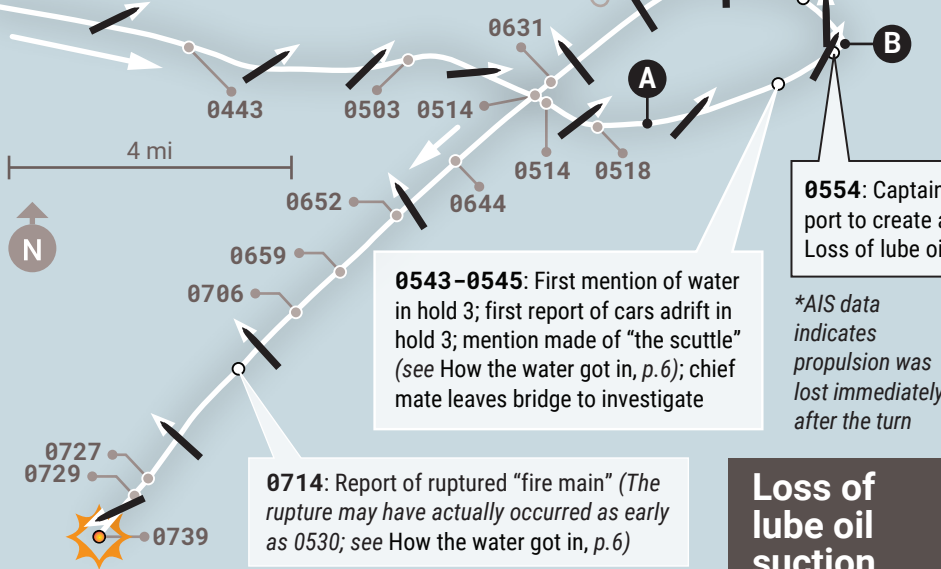 0631
B
A
0443
0503
0514
4 mi
0514
0518
0652
0644
N
0659
0706
0554: Captain
port to create a
Loss of lube oi
0543–0545: First mention of water
in hold 3; first report of cars adrift in
hold 3; mention made of “the scuttle”
(see How the water got in, p.6); chief
mate leaves bridge to investigate
*AIS data
indicates
propulsion was
lost immediately
after the turn
0727
0729
0714: Report of ruptured “fire main” (The
rupture may have actually occurred as early
as 0530; see How the water got in, p.6)
0739
Loss of
lube oil
suction